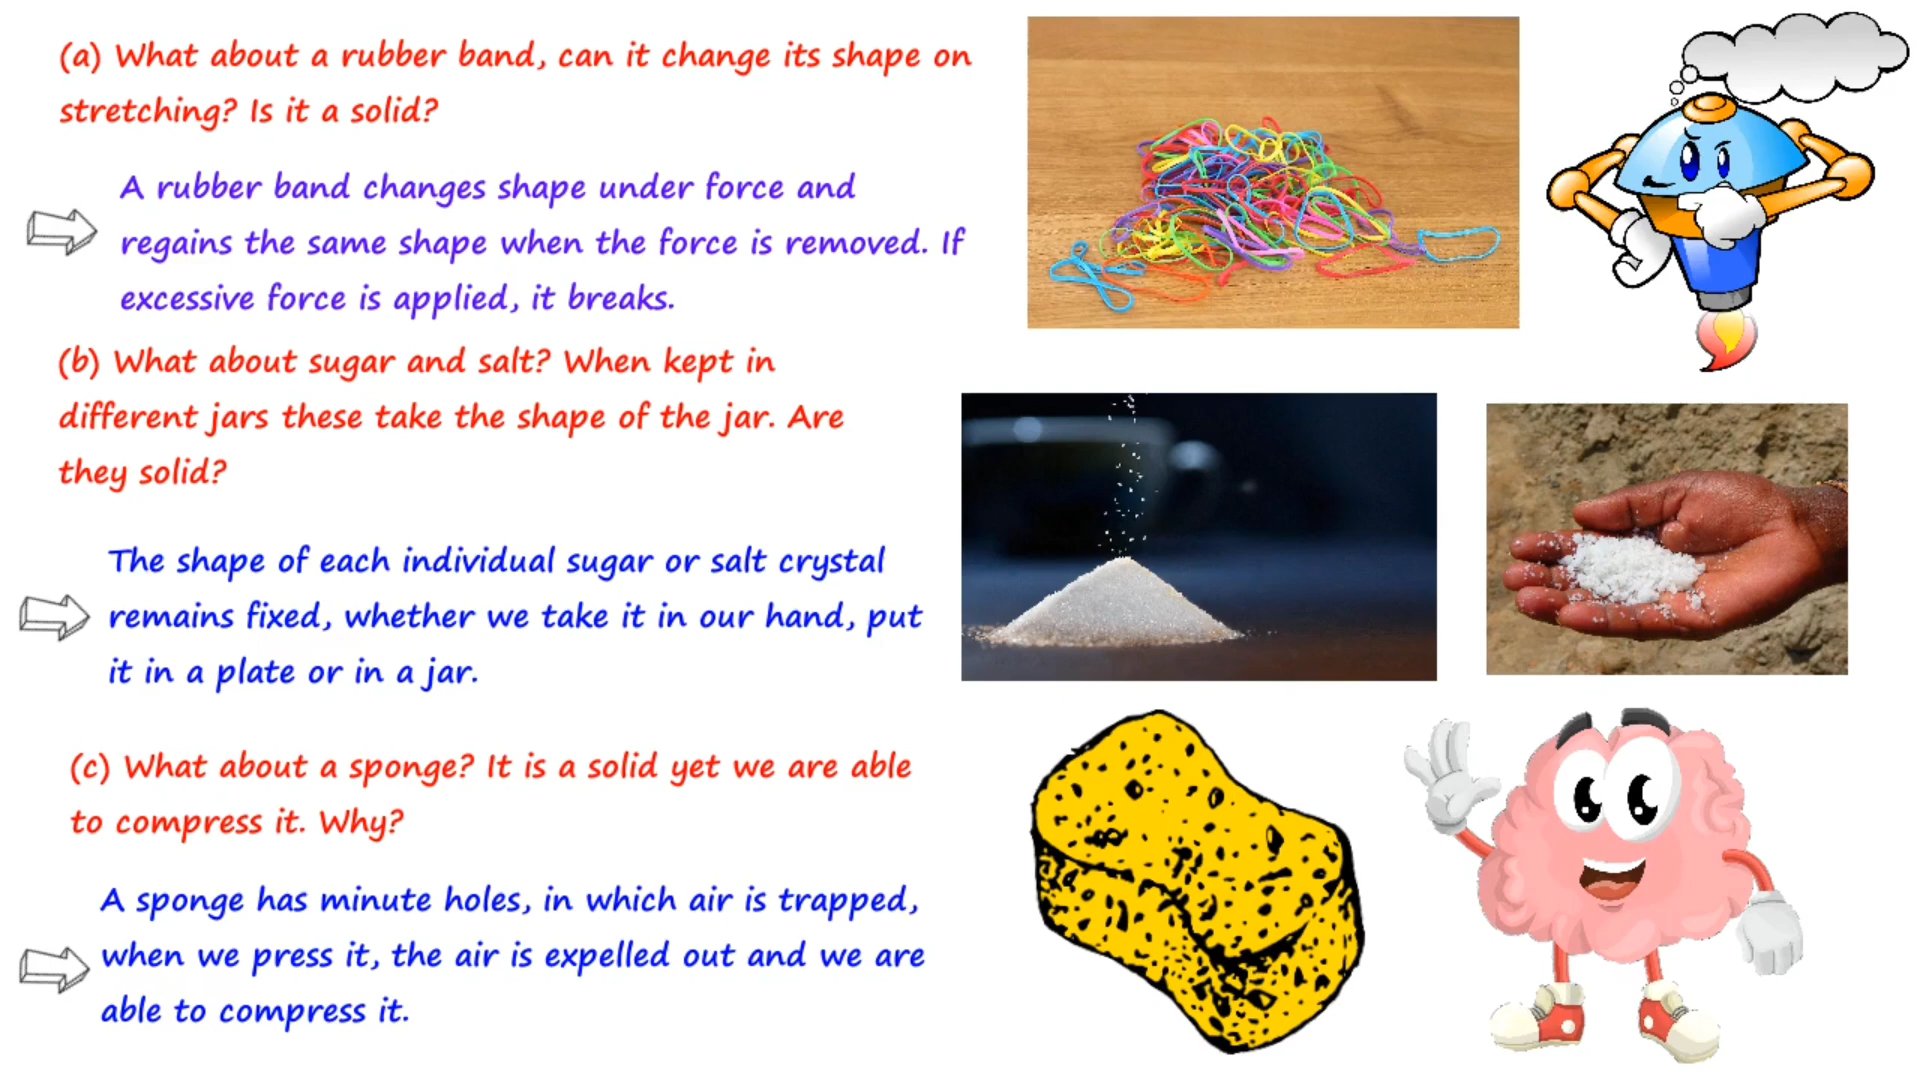 (a) What about a rubber band, can it change its shape on
stretching? Is it a solid?
A rubber band changes shape under force and
regains the same shape when the force is removed. If
excessive force is applied, it breaks.
(b) What about sugar and salt? When kept in
different jars these take the shape of the jar. Are
they solid?
The shape of each individual sugar or salt crystal
remains fixed, whether we take it in our hand, put
it in a plate or in a jar.
(c) What about a sponge? It is a solid yet we are able
to compress it. Why?
A sponge has minute holes, in which air is trapped,
when we press it, the air is expelled out and we are
able to compress it.